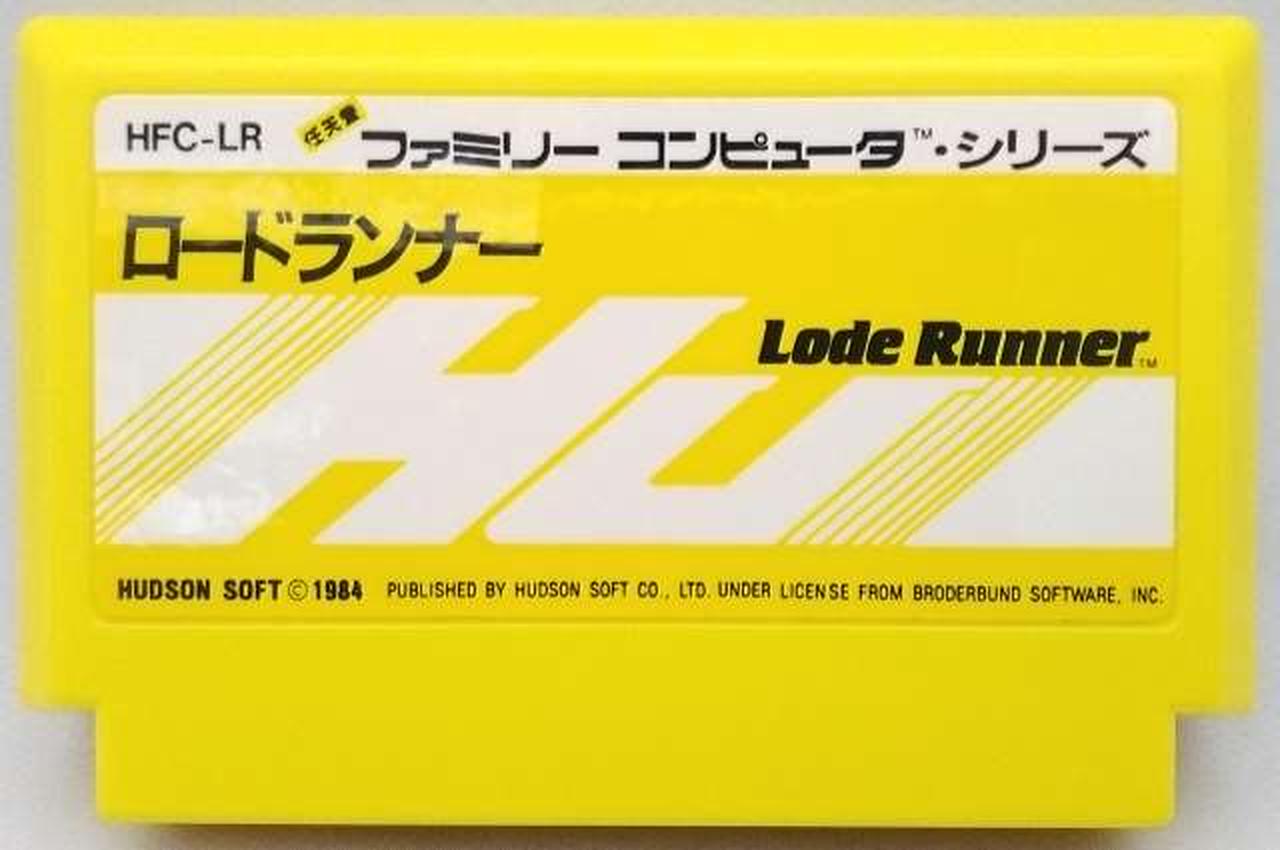 HFC-LR 任天堂 ファミリー コンピュータ™・シリーズ
ロードランナー
Lode Runner™
HU
HUDSON SOFT © 1984 PUBLISHED BY HUDSON SOFT CO., LTD. UNDER LICENSE FROM BRODERBUND SOFTWARE, INC.